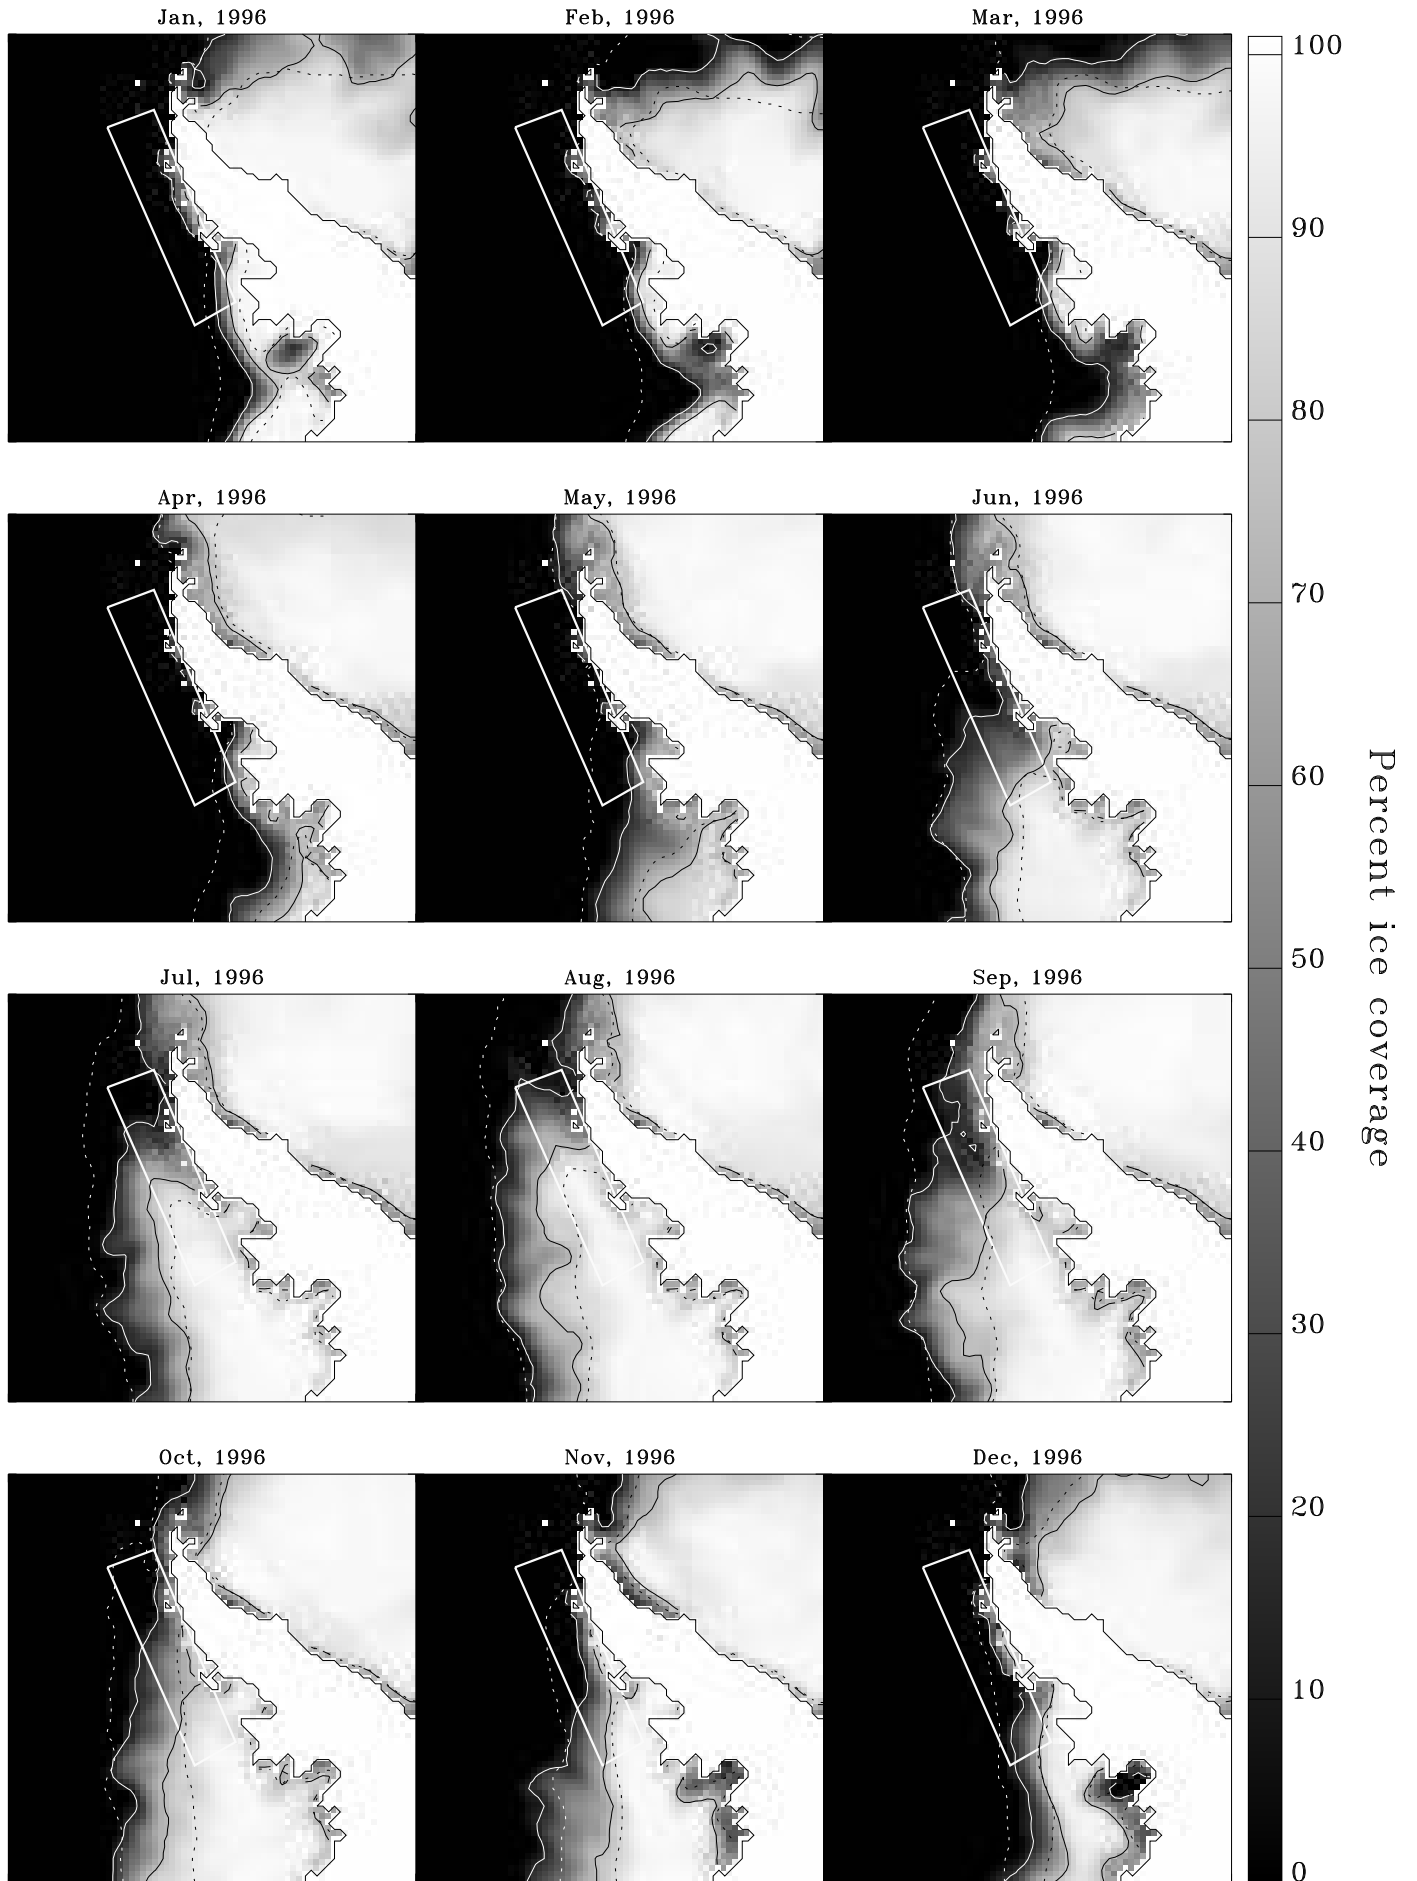 Jan, 1996
Feb, 1996
Mar, 1996
Apr, 1996
May, 1996
Jun, 1996
Jul, 1996
Aug, 1996
Sep, 1996
Oct, 1996
Nov, 1996
Dec, 1996
100
90
80
70
60
50
40
30
20
10
0
Percent ice coverage